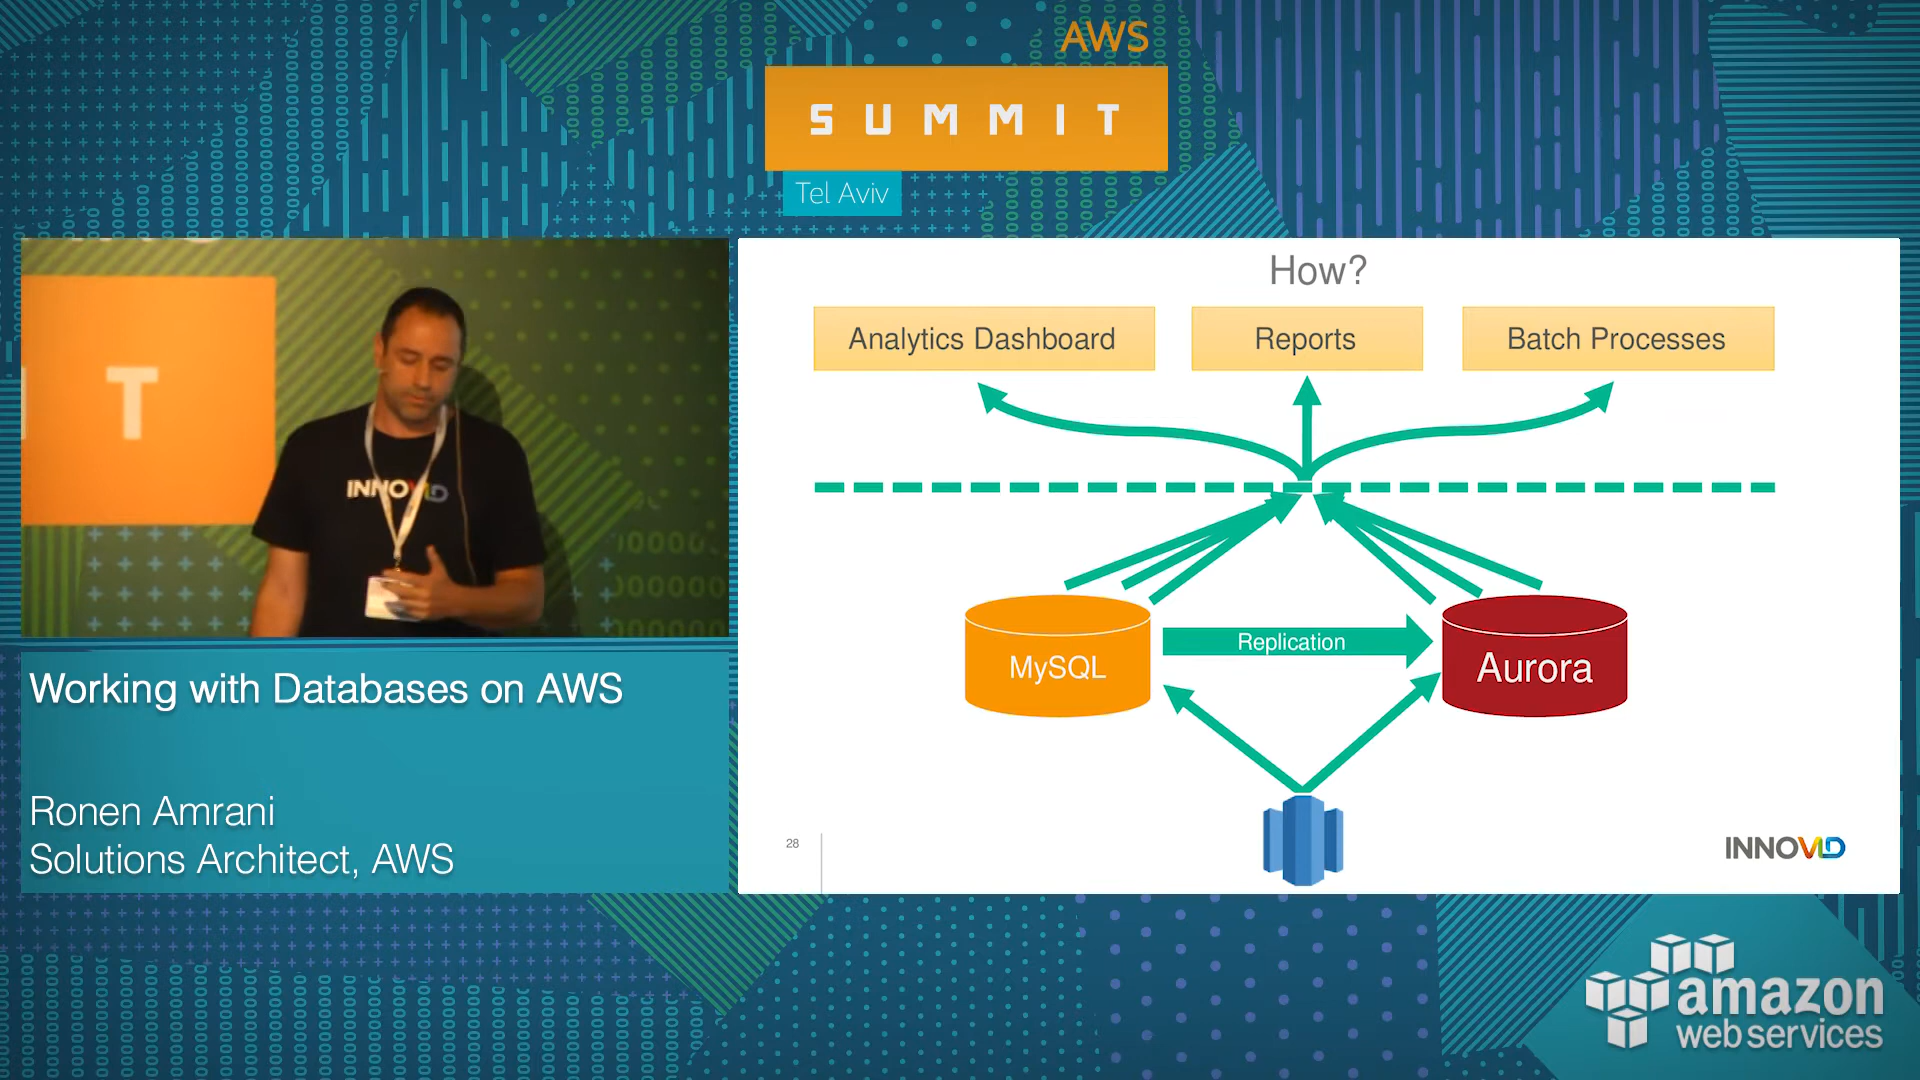 AWS
SUMMIT
Tel Aviv
T
INNOVID
Working with Databases on AWS
Ronen Amrani
Solutions Architect, AWS
How?
Analytics Dashboard
Reports
Batch Processes
MySQL
Replication
Aurora
28
INNOVID
amazon
web services